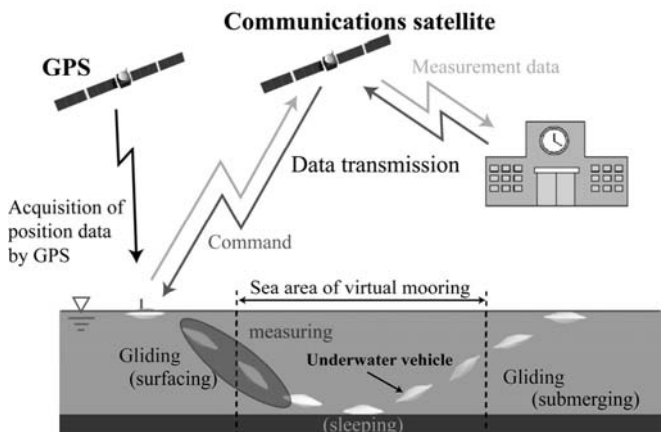 Communications satellite
GPS
Measurement data
Data transmission
Acquisition of
position data
by GPS
Command
Sea area of virtual mooring
measuring
Gliding
(surfacing)
Underwater vehicle
Gliding
(submerging)
(sleeping)